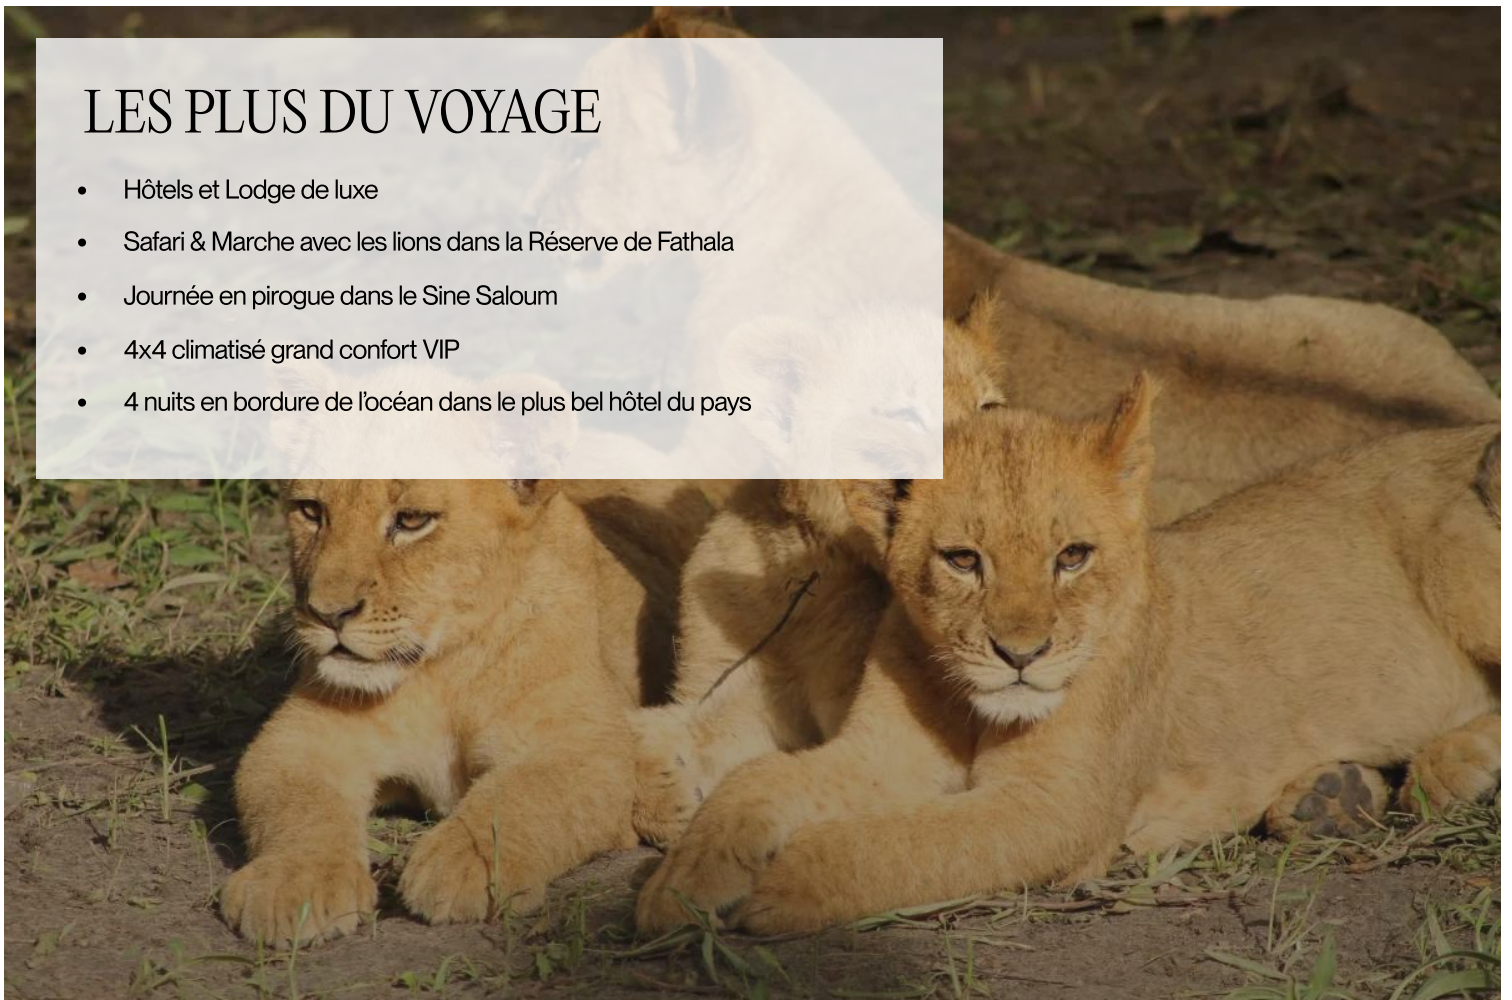 LES PLUS DU VOYAGE
• Hôtels et Lodge de luxe
• Safari & Marche avec les lions dans la Réserve de Fathala
• Journée en pirogue dans le Sine Saloum
• 4x4 climatisé grand confort VIP
• 4 nuits en bordure de l’océan dans le plus bel hôtel du pays